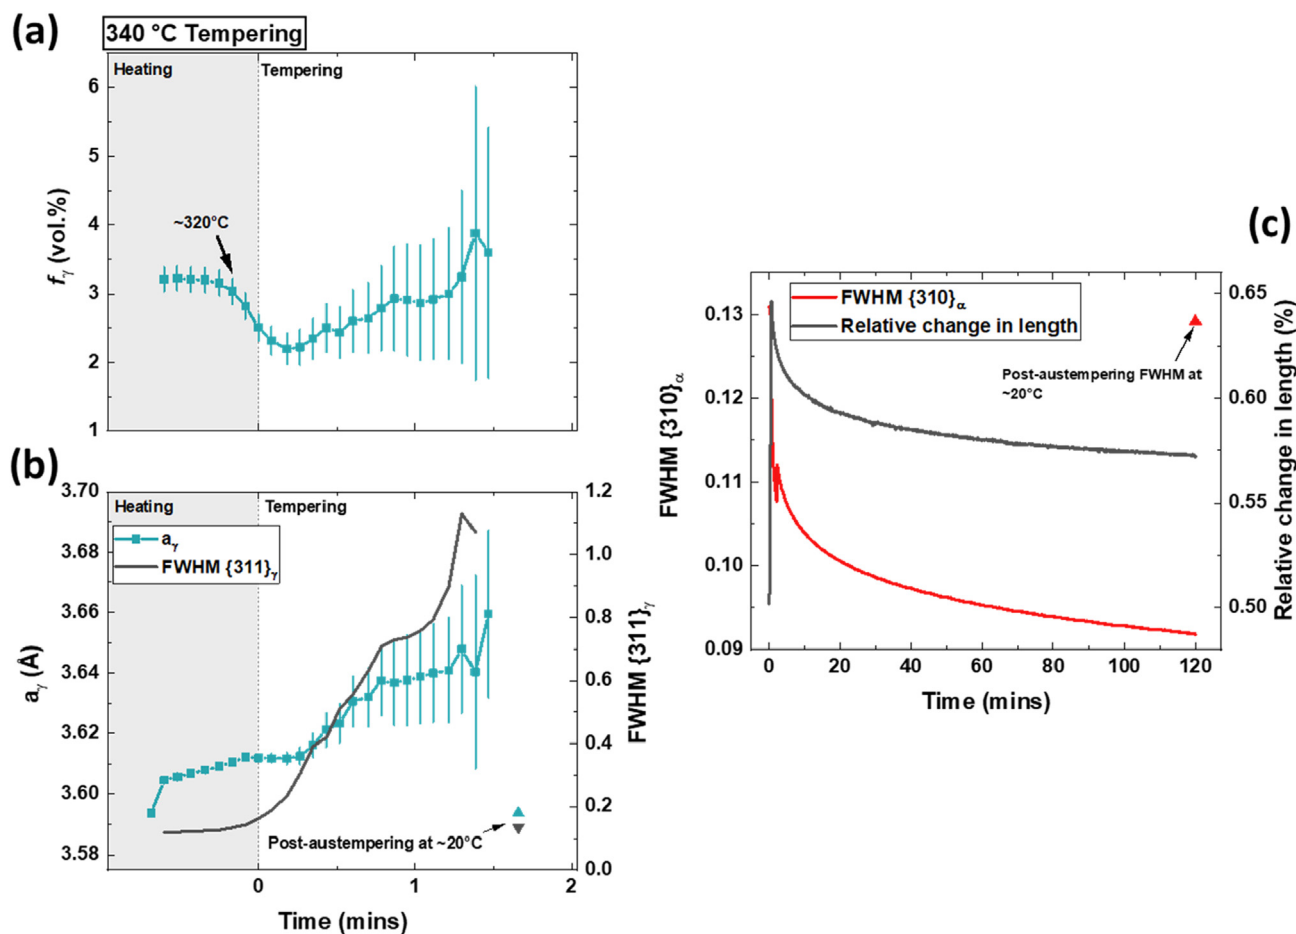 (a)
340 °C Tempering
Heating
Tempering
6
5
4
3
2
1
fγ (vol.%)
~320°C
(b)
3.70
3.68
3.66
3.64
3.62
3.60
3.58
aγ (Å)
Heating
Tempering
aγ
FWHM {311}γ
1.2
1.0
0.8
0.6
0.4
0.2
0.0
FWHM {311}γ
Post-austempering at ~20°C
0
1
2
Time (mins)
(c)
0.13
0.12
0.11
0.10
0.09
FWHM {310}α
FWHM {310}α
Relative change in length
Post-austempering FWHM at
~20°C
0.65
0.60
0.55
0.50
Relative change in length (%)
0
20
40
60
80
100
120
Time (mins)